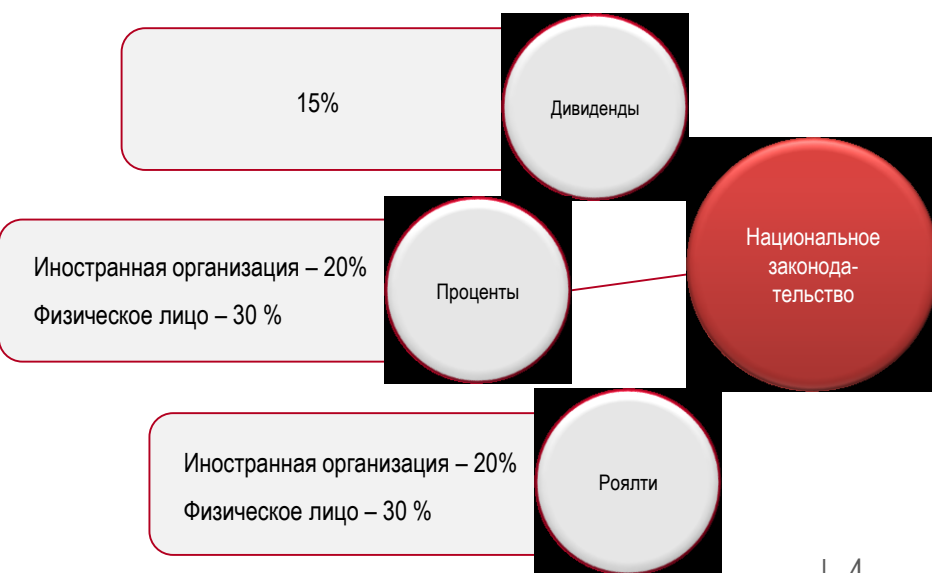 15%
Дивиденды
Национальное
законода-
тельство
Иностранная организация – 20%
Физическое лицо – 30 %
Проценты
Иностранная организация – 20%
Физическое лицо – 30 %
Роялти
| 4